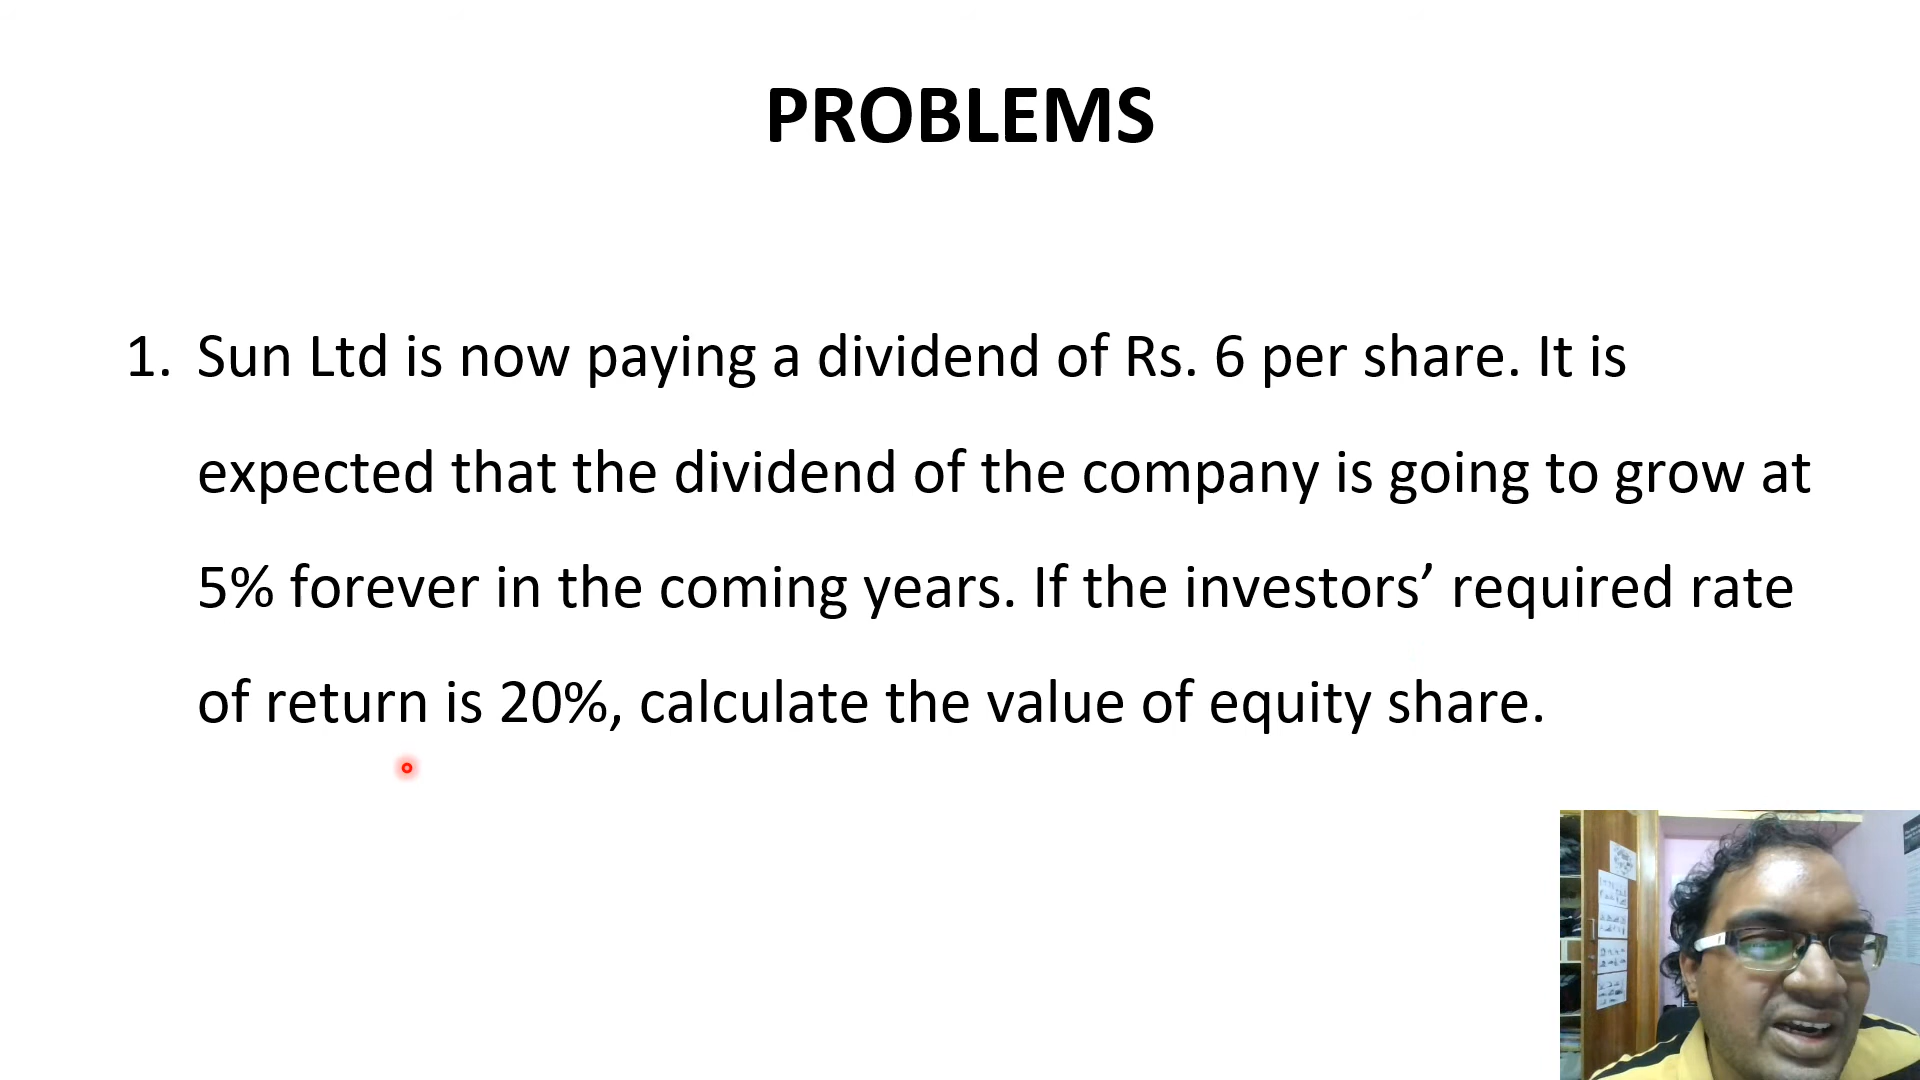 PROBLEMS
1. Sun Ltd is now paying a dividend of Rs. 6 per share. It is
expected that the dividend of the company is going to grow at
5% forever in the coming years. If the investors’ required rate
of return is 20%, calculate the value of equity share.